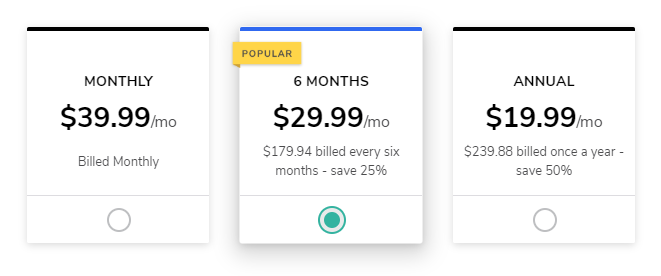 MONTHLY
$39.99/mo
Billed Monthly
POPULAR
6 MONTHS
$29.99/mo
$179.94 billed every six
months - save 25%
ANNUAL
$19.99/mo
$239.88 billed once a year -
save 50%